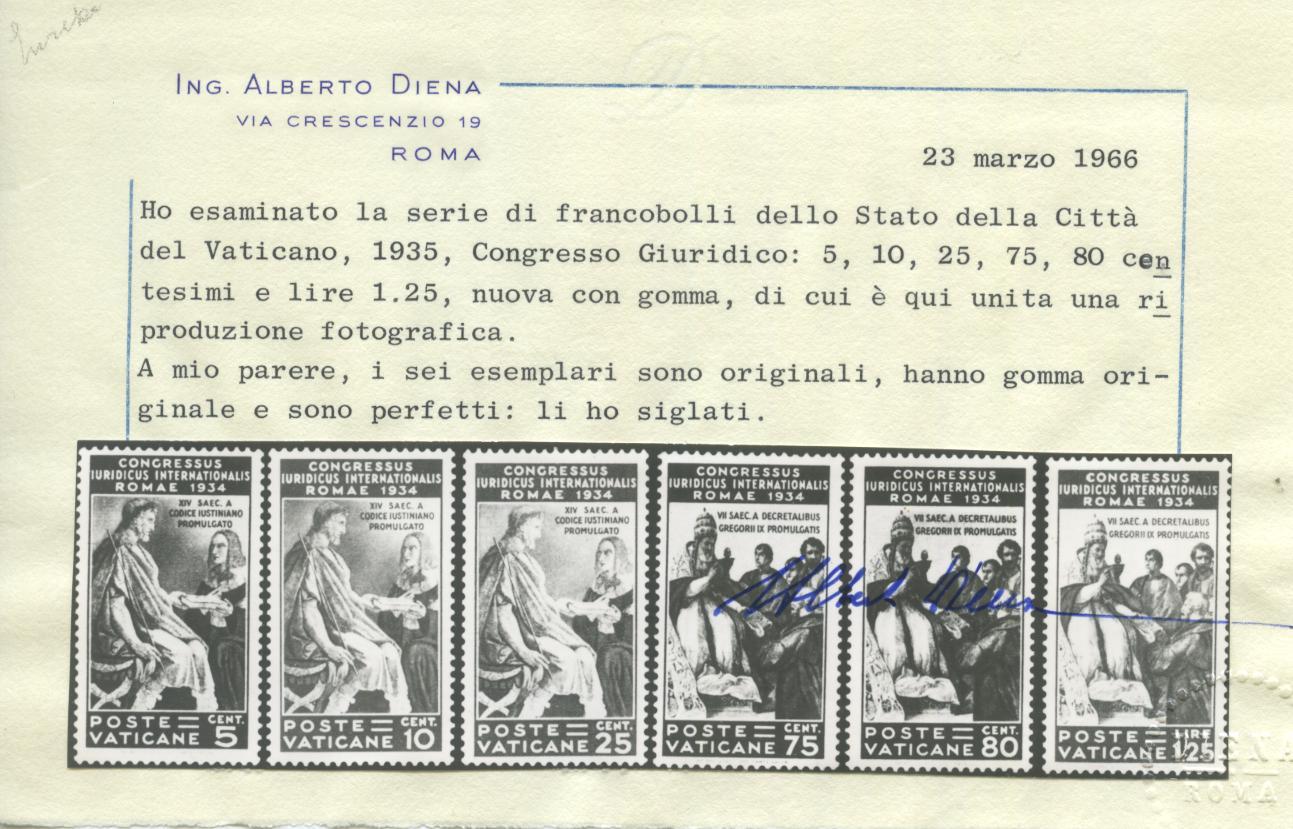 ING. ALBERTO DIENA
VIA CRESCENZIO 19
ROMA
23 marzo 1966
Ho esaminato la serie di francobolli dello Stato della Città
del Vaticano, 1935, Congresso Giuridico: 5, 10, 25, 75, 80 cen
tesimi e lire 1.25, nuova con gomma, di cui è qui unita una ri
produzione fotografica.
A mio parere, i sei esemplari sono originali, hanno gomma ori-
ginale e sono perfetti: li ho siglati.
CONGRESSUS
IURIDICUS INTERNATIONALIS
ROMAE 1934
XIV SAEC. A
CODICE IUSTINIANO
PROMULGATO
POSTE CENT.
VATICANE 5
CONGRESSUS
IURIDICUS INTERNATIONALIS
ROMAE 1934
XIV SAEC. A
CODICE IUSTINIANO
PROMULGATO
POSTE CENT.
VATICANE 10
CONGRESSUS
IURIDICUS INTERNATIONALIS
ROMAE 1934
XIV SAEC. A
CODICE IUSTINIANO
PROMULGATO
POSTE CENT.
VATICANE 25
CONGRESSUS
IURIDICUS INTERNATIONALIS
ROMAE 1934
VII SAEC. A DECRETALIBUS
GREGORII IX PROMULGATIS
POSTE CENT.
VATICANE 75
CONGRESSUS
IURIDICUS INTERNATIONALIS
ROMAE 1934
VII SAEC. A DECRETALIBUS
GREGORII IX PROMULGATIS
POSTE CENT.
VATICANE 80
CONGRESSUS
IURIDICUS INTERNATIONALIS
ROMAE 1934
VII SAEC. A DECRETALIBUS
GREGORII IX PROMULGATIS
POSTE LIRE
VATICANE 1,25
Alberto Diena